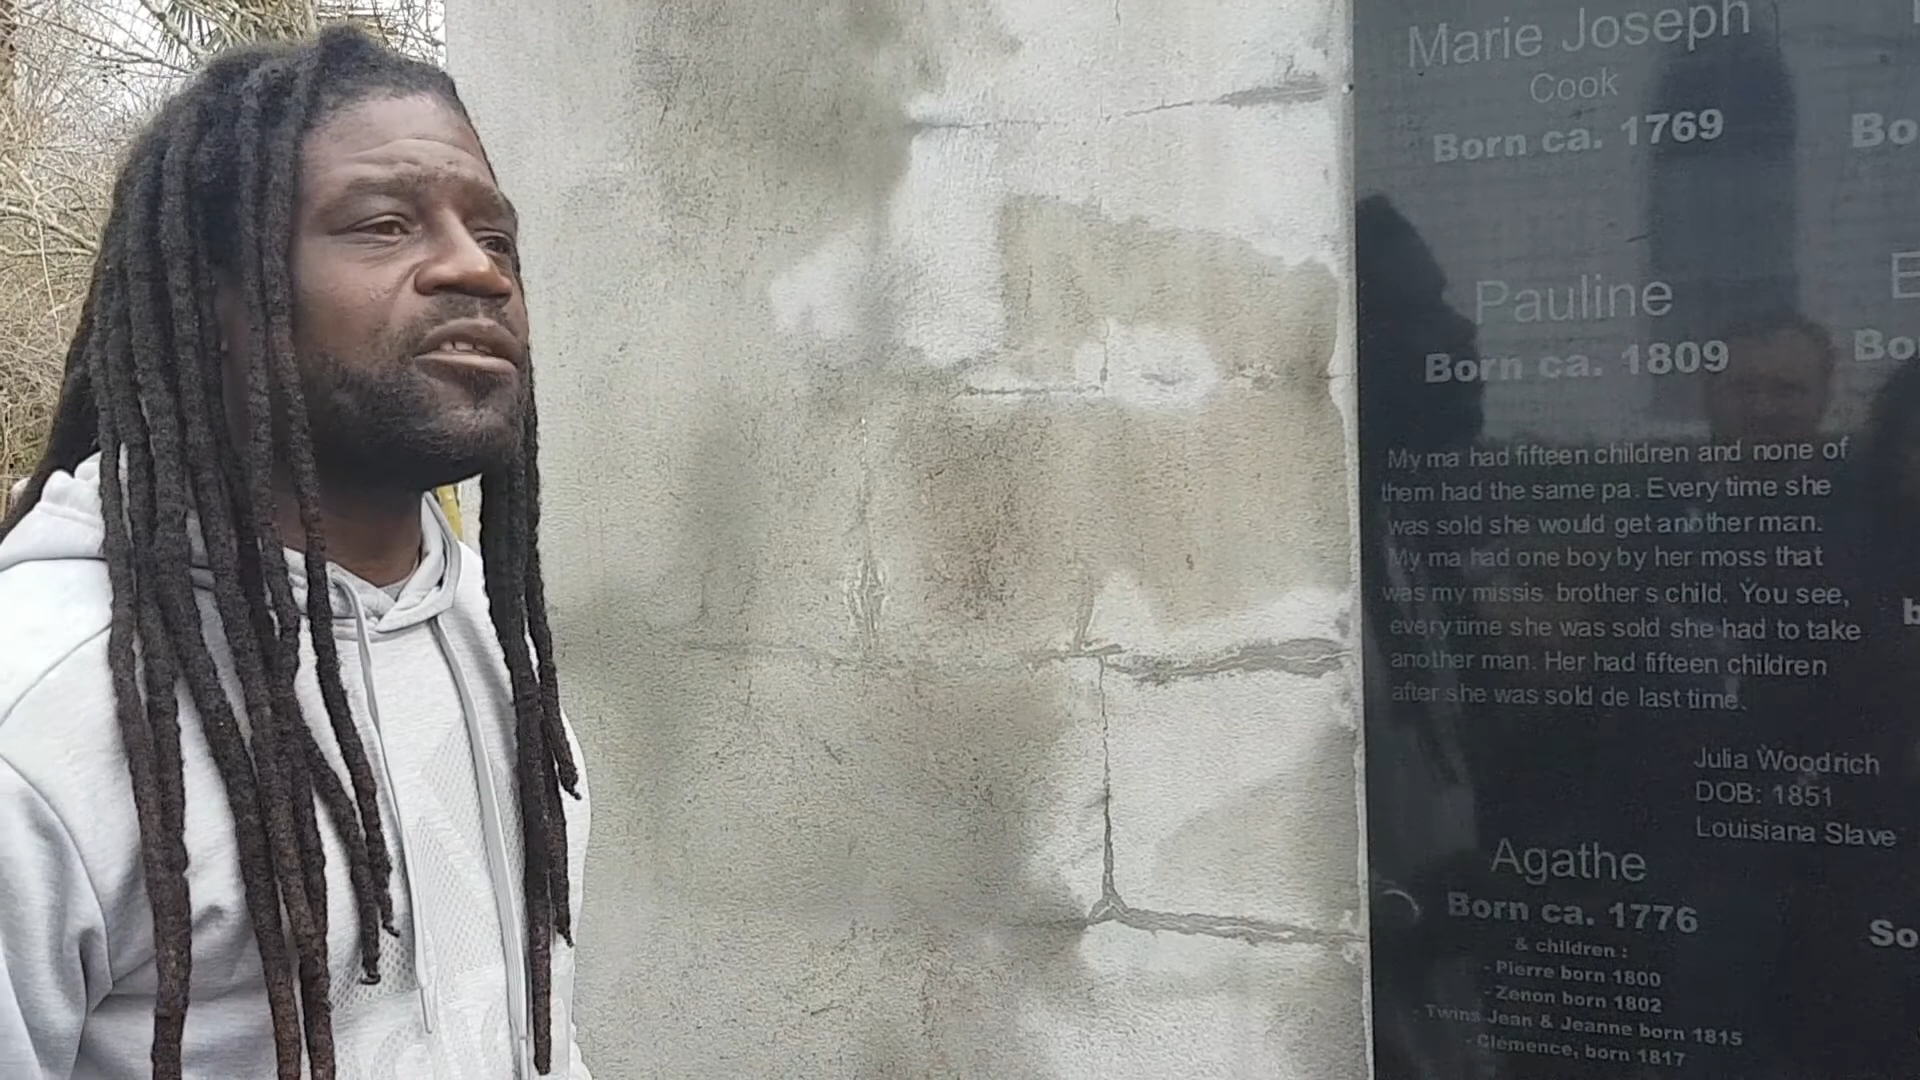 Marie Joseph
Cook
Born ca. 1769
Bo
Pauline
Born ca. 1809
E
Bo
My ma had fifteen children and none of
them had the same pa. Every time she
was sold she would get another man.
My ma had one boy by her moss that
was my missis brother s child. You see,
every time she was sold she had to take
another man. Her had fifteen children
after she was sold de last time.
b
Julia Woodrich
DOB: 1851
Louisiana Slave
Agathe
Born ca. 1776
So
& children :
- Pierre born 1800
- Zenon born 1802
- Twins Jean & Jeanne born 1815
- Clémence, born 1817